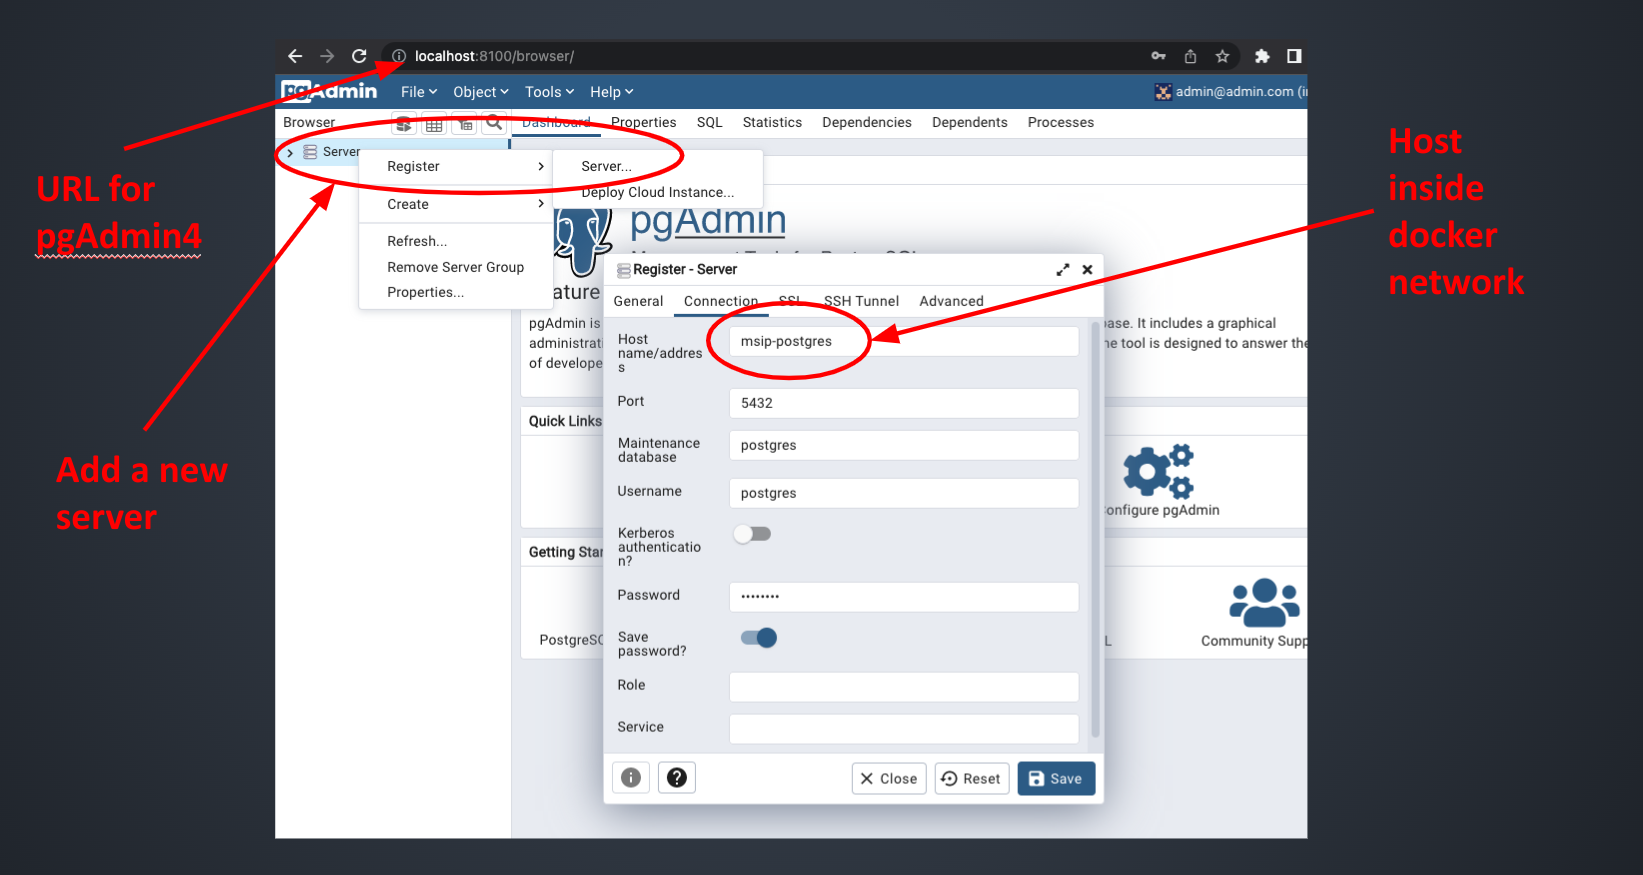 localhost:8100/browser/
pgAdmin
File
Object
Tools
Help
admin@admin.com
Browser
Dashboard
Properties
SQL
Statistics
Dependencies
Dependents
Processes
Server
Register
Server...
Deploy Cloud Instance...
Create
Refresh...
Remove Server Group
Properties...
pgAdmin
ature
pgAdmin is
administrat
of develope
ase. It includes a graphical
he tool is designed to answer the
Quick Links
onfigure pgAdmin
Getting Star
PostgreSQ
L
Community Supp
Register - Server
General
Connection
SSL
SSH Tunnel
Advanced
Host
name/addres
s
msip-postgres
Port
5432
Maintenance
database
postgres
Username
postgres
Kerberos
authenticatio
n?
Password
••••••••
Save
password?
Role
Service
Close
Reset
Save
URL for
pgAdmin4
Add a new
server
Host
inside
docker
network